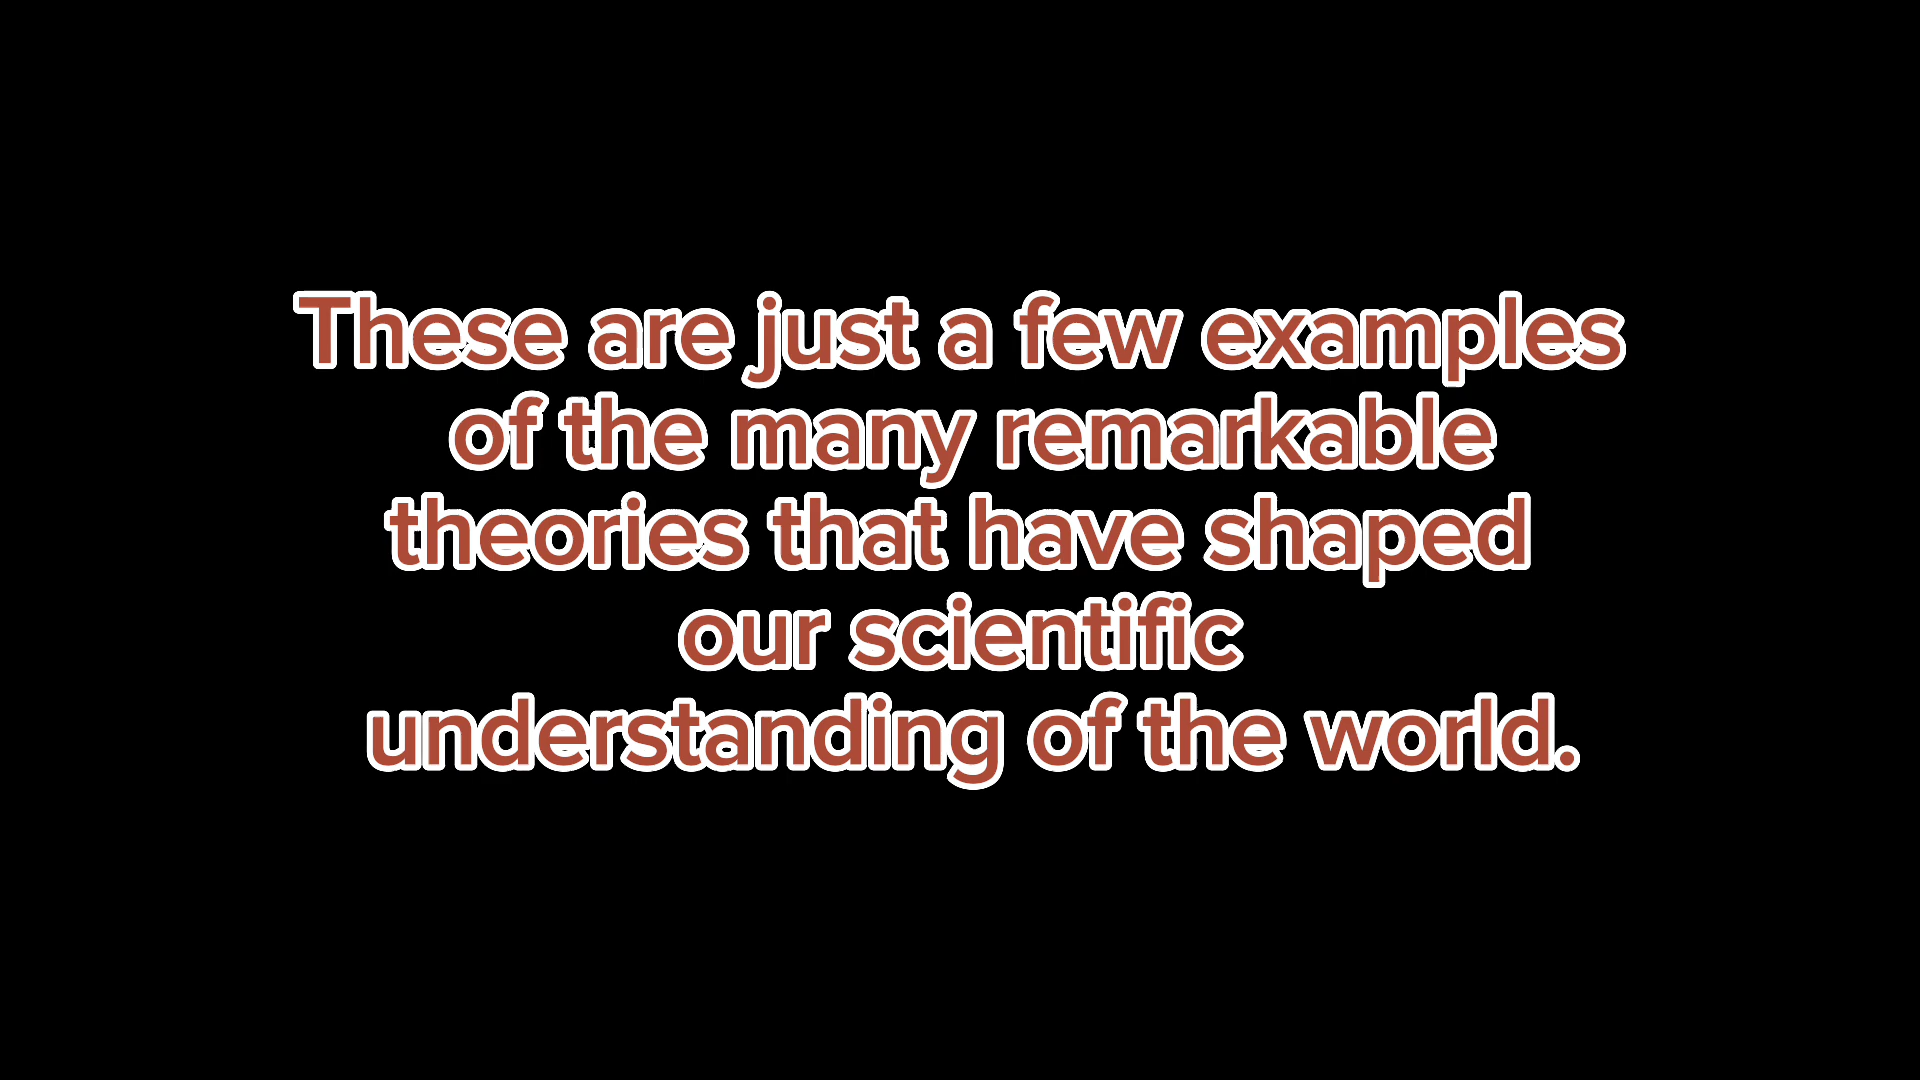 These are just a few examples
of the many remarkable
theories that have shaped
our scientific
understanding of the world.